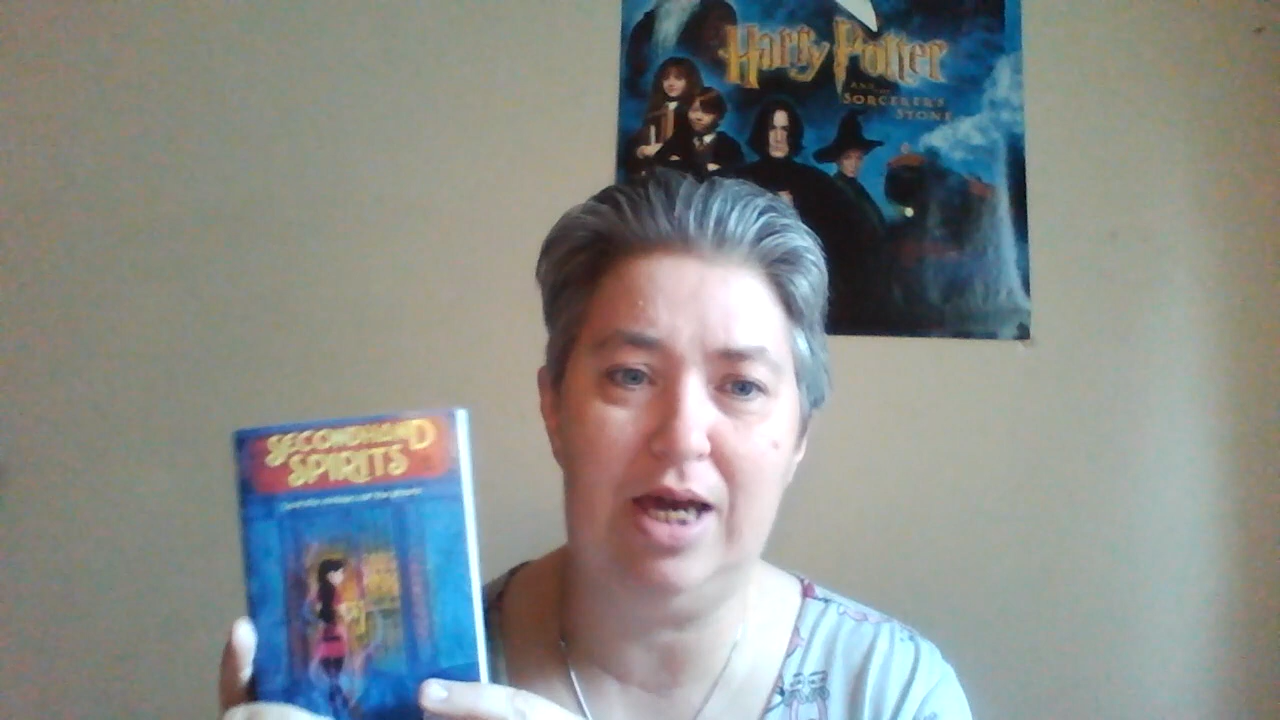 Harry Potter
AND THE
SORCERER'S
STONE
SECONDHAND
SPIRITS